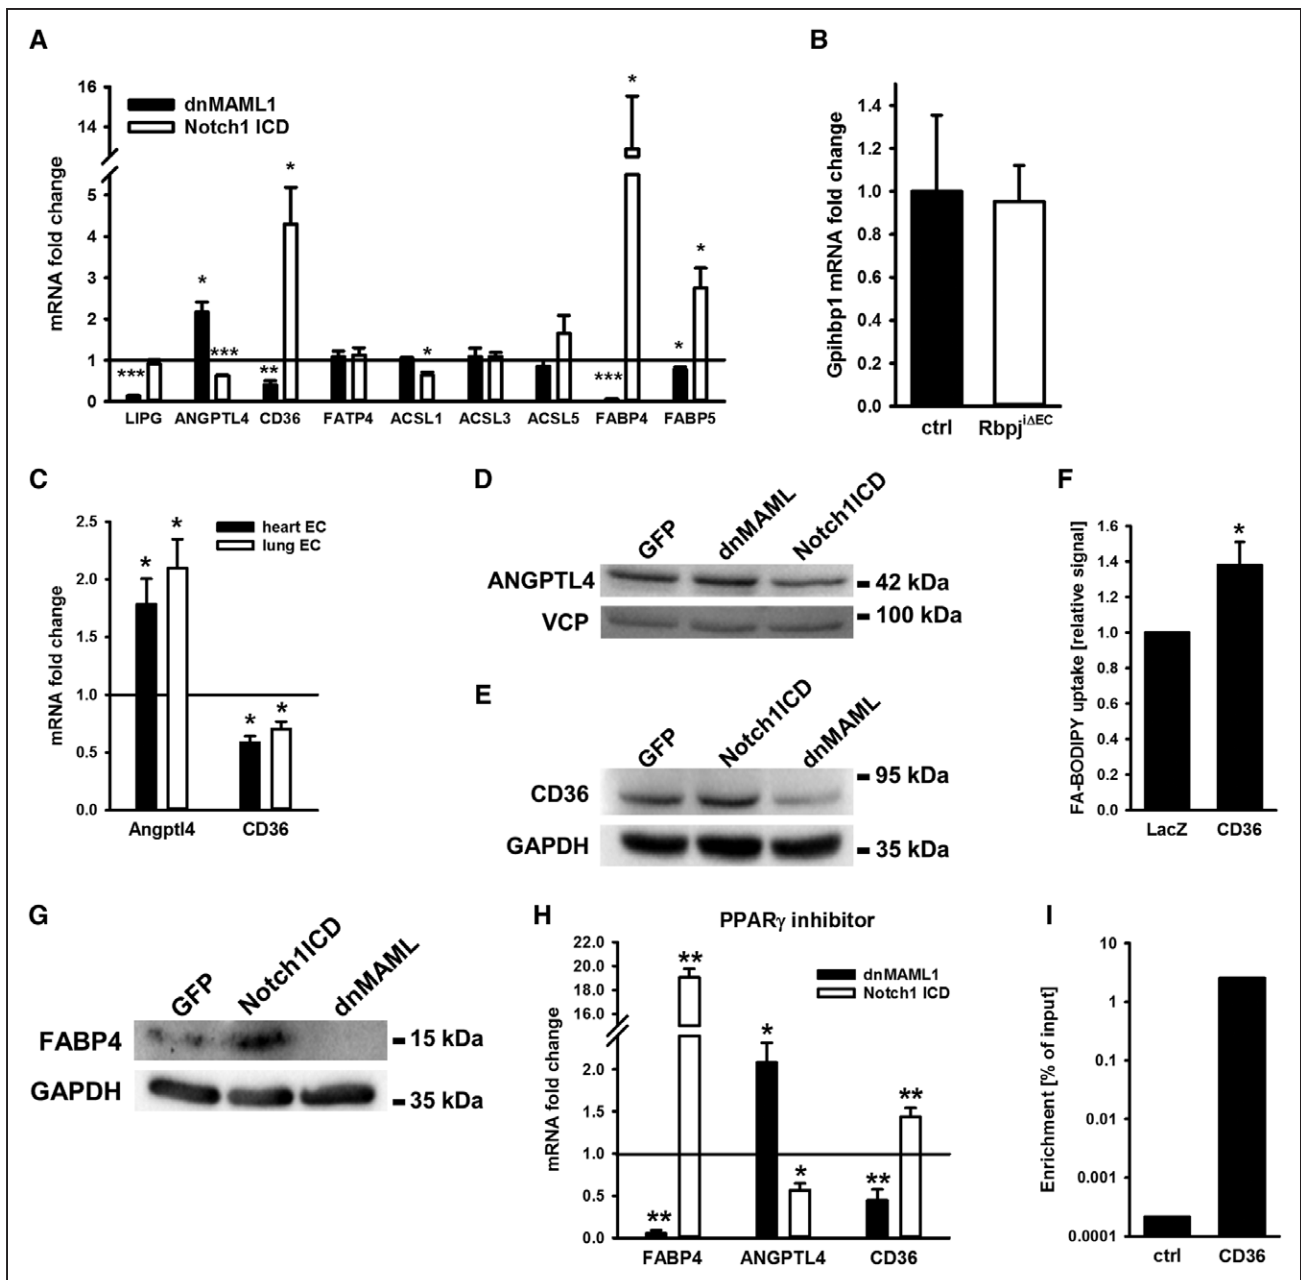 A
16
14
5
4
3
2
1
0
mRNA fold change
dnMAML1
Notch1 ICD
*** * *** * ** * *** * * *
LIPG ANGPTL4 CD36 FATP4 ACSL1 ACSL3 ACSL5 FABP4 FABP5
B
1.4
1.2
1.0
0.8
0.6
0.4
0.2
0.0
Gpihbp1 mRNA fold change
ctrl RbpjiΔEC
C
2.5
2.0
1.5
1.0
0.5
0.0
mRNA fold change
heart EC
lung EC
* * * *
Angptl4 CD36
D
GFP dnMAML Notch1ICD
ANGPTL4 42 kDa
VCP 100 kDa
E
GFP Notch1ICD dnMAML
95 kDa
CD36
GAPDH 35 kDa
F
1.6
1.4
1.2
1.0
0.8
0.6
0.4
0.2
0.0
FA-BODIPY uptake [relative signal]
*
LacZ CD36
G
GFP Notch1ICD dnMAML
FABP4 15 kDa
GAPDH 35 kDa
H
PPARγ inhibitor
22.0
20.0
18.0
16.0
2.0
1.5
1.0
0.5
0.0
mRNA fold change
dnMAML1
Notch1 ICD
** ** * * ** **
FABP4 ANGPTL4 CD36
I
10
1
0.1
0.01
0.001
0.0001
Enrichment [% of input]
ctrl CD36